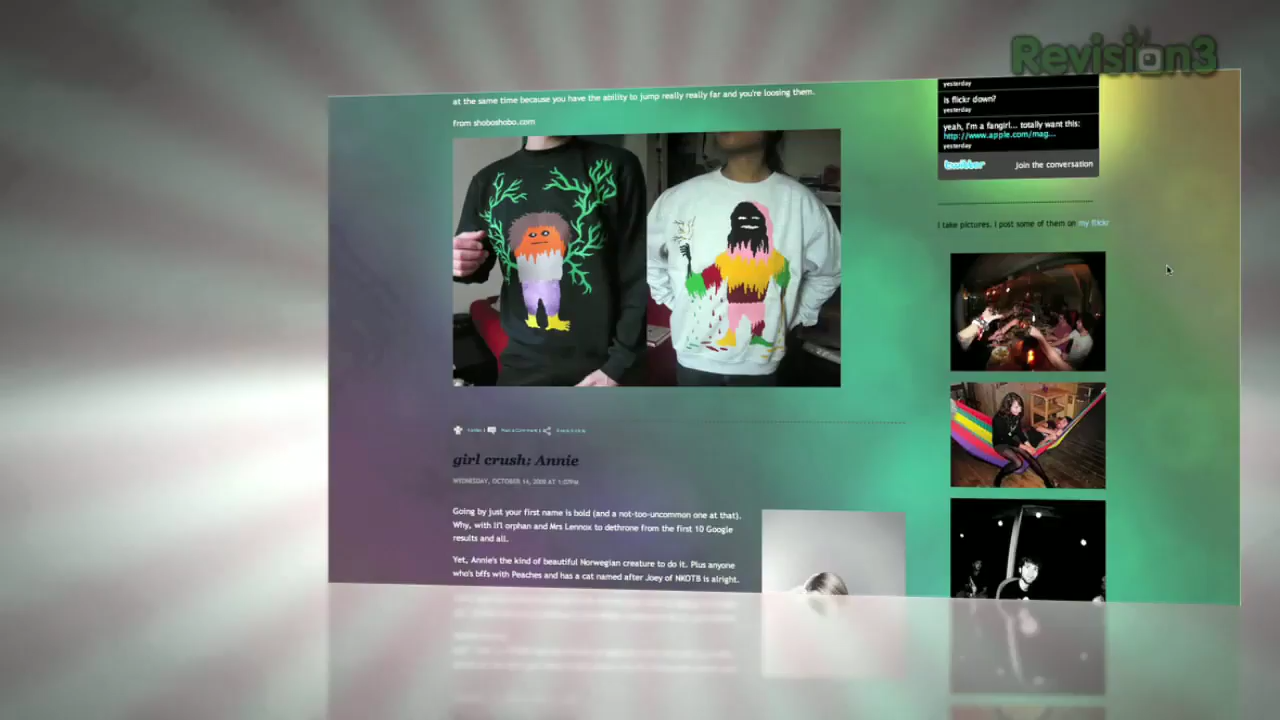 Revision3
at the same time because you have the ability to jump really really far and you're loosing them.
from shoboshobo.com
yesterday
is flickr down?
yesterday
yeah, I'm a fangirl... totally want this:
http://www.apple.com/mag...
yesterday
twitter
Join the conversation
I take pictures. I post some of them on my flickr
Post a Comment
girl crush: Annie
WEDNESDAY, OCTOBER
Going by just your first name is bold (and a not-too-uncommon one at that).
Why, with li'l orphan and Mrs Lennox to dethrone from the first 10 Google
results and all.
Yet, Annie's the kind of beautiful Norwegian creature to do it. Plus anyone
who's bffs with Peaches and has a cat named after Joey of NKOTB is alright.